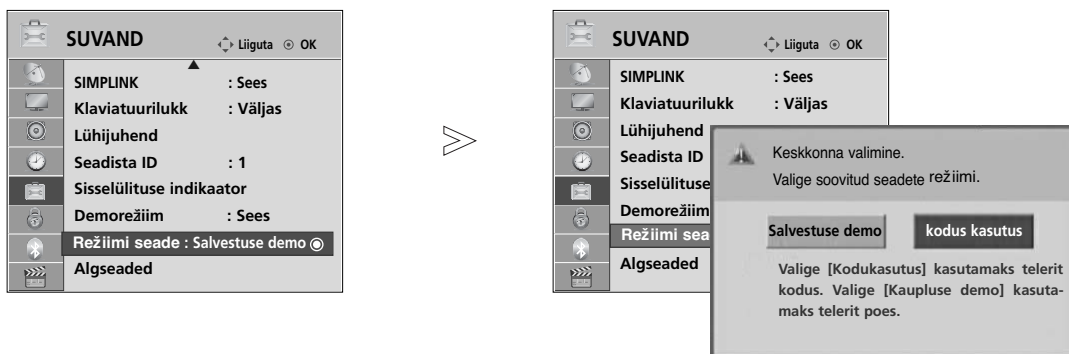 SUVAND
Liiguta OK
SIMPLINK : Sees
Klaviatuurilukk : Väljas
Lühijuhend
Seadista ID : 1
Sisselülituse indikaator
Demorežiim : Sees
Režiimi seade : Salvestuse demo
Algseaded
SUVAND
Liiguta OK
SIMPLINK : Sees
Klaviatuurilukk : Väljas
Lühijuhend
Seadista ID
Sisselülituse
Demorežiim
Režiimi sea
Algseaded
Keskkonna valimine.
Valige soovitud seadete režiimi.
Salvestuse demo
kodus kasutus
Valige [Kodukasutus] kasutamaks telerit
kodus. Valige [Kaupluse demo] kasuta-
maks telerit poes.